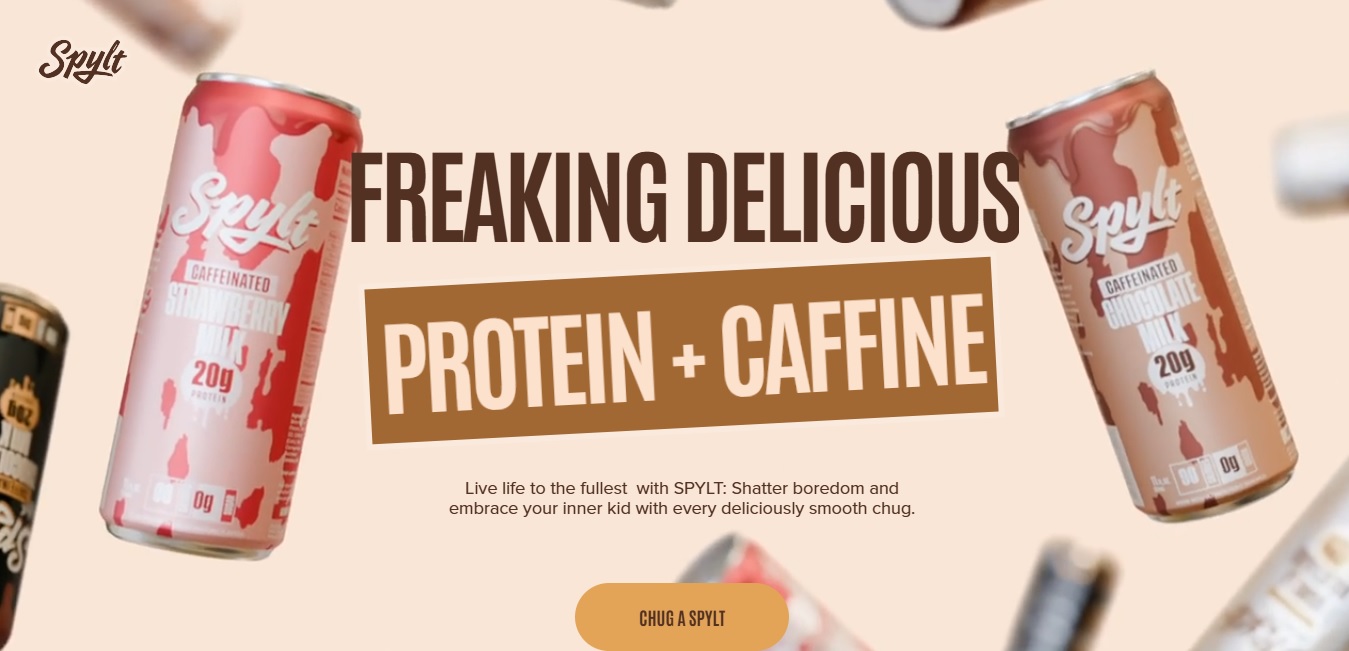 Spylt
FREAKING DELICIOUS
Spylt
CAFFEINATED
STRAWBERRY
MILK
20g
PROTEIN
0g
Spylt
CAFFEINATED
CHOCOLATE
MILK
20g
PROTEIN
0g
PROTEIN + CAFFINE
Live life to the fullest  with SPYLT: Shatter boredom and
embrace your inner kid with every deliciously smooth chug.
CHUG A SPYLT